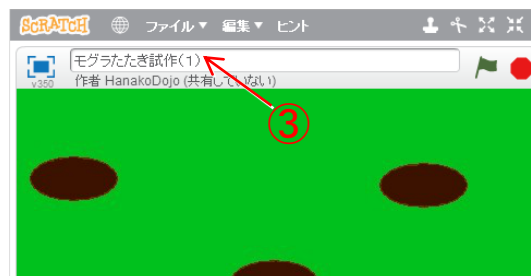 SCRATCH ファイル▼ 編集▼ ヒント
モグラたたぎ試作(1)
v350 作者 HanakoDojo (共有していない)
③